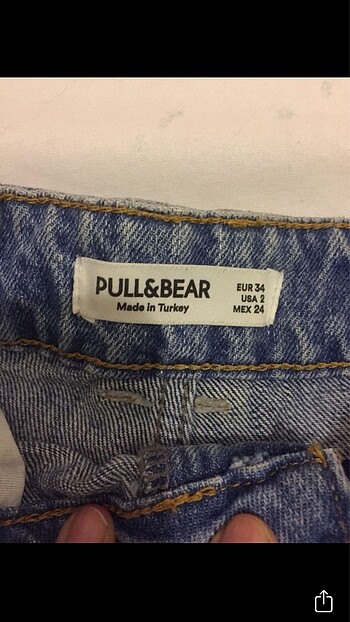 PULL&BEAR
Made in Turkey
EUR 34
USA 2
MEX 24